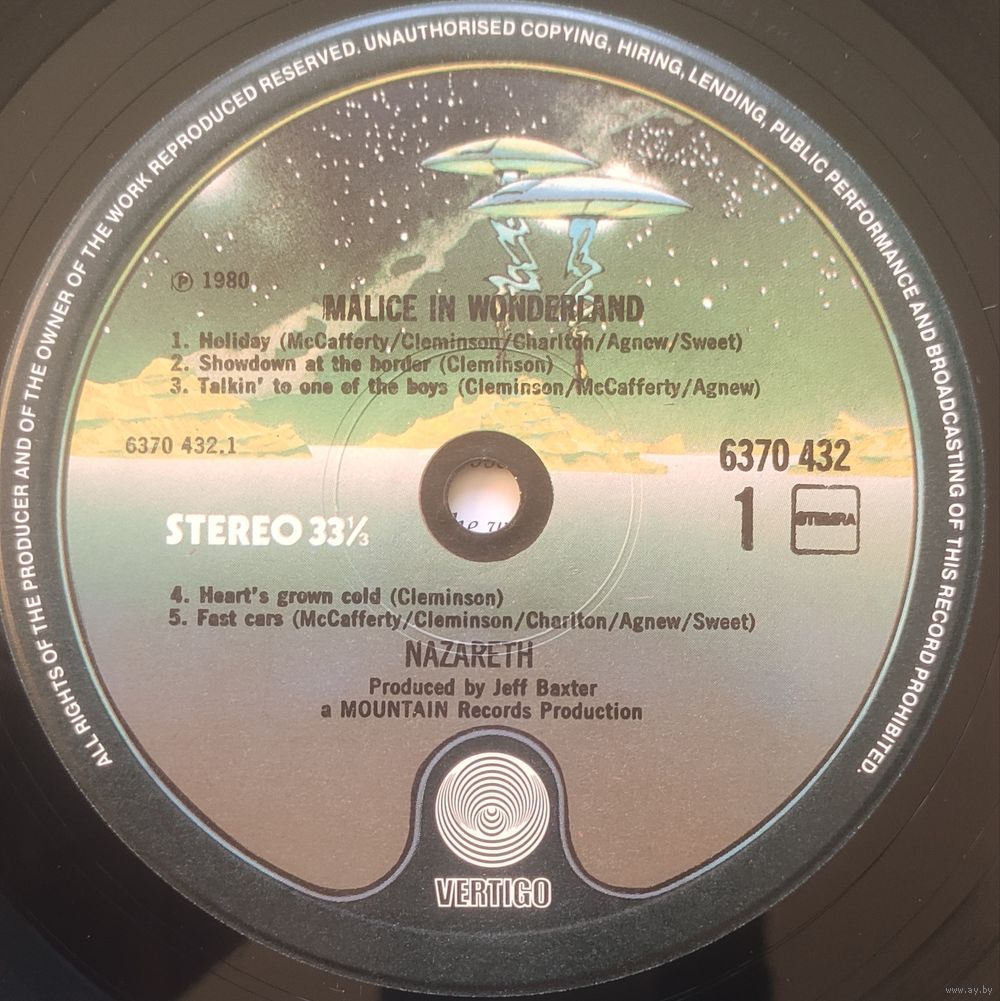 ALL RIGHTS OF THE PRODUCER AND OF THE OWNER OF THE WORK REPRODUCED RESERVED. UNAUTHORISED COPYING, HIRING, LENDING, PUBLIC PERFORMANCE AND BROADCASTING OF THIS RECORD PROHIBITED.
℗ 1980
MALICE IN WONDERLAND
1. Holiday (McCafferty/Cleminson/Charlton/Agnew/Sweet)
2. Showdown at the border (Cleminson)
3. Talkin' to one of the boys (Cleminson/McCafferty/Agnew)
6370 432.1
6370 432
STEREO 33⅓
1
STEMRA
4. Heart's grown cold (Cleminson)
5. Fast cars (McCafferty/Cleminson/Charlton/Agnew/Sweet)
NAZARETH
Produced by Jeff Baxter
a MOUNTAIN Records Production
VERTIGO
www.ay.by